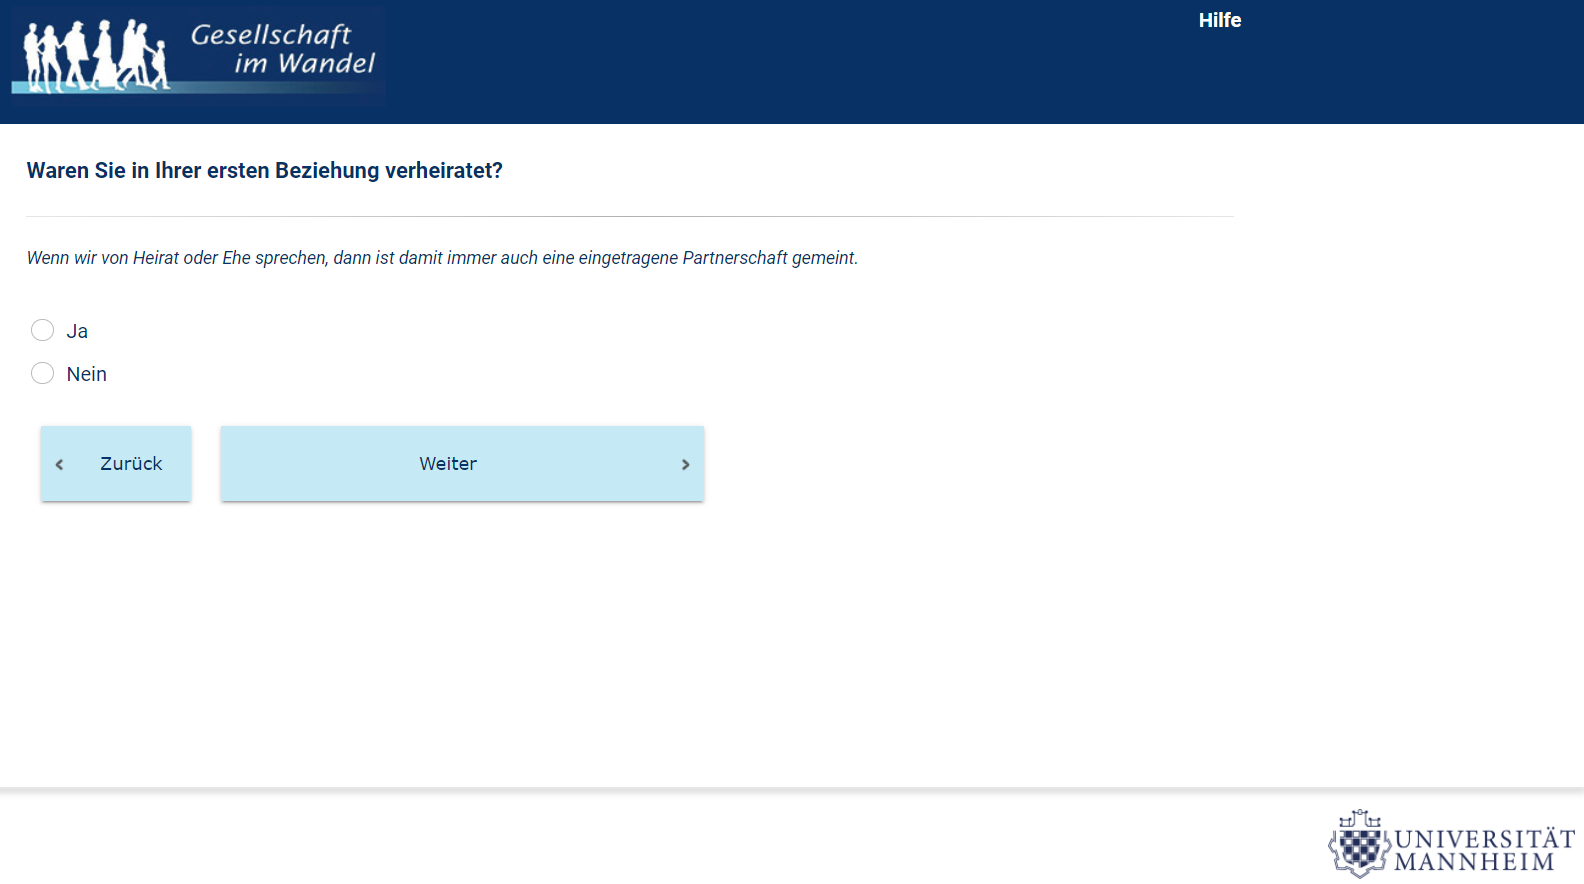 Gesellschaft
im Wandel
Hilfe
Waren Sie in Ihrer ersten Beziehung verheiratet?
Wenn wir von Heirat oder Ehe sprechen, dann ist damit immer auch eine eingetragene Partnerschaft gemeint.
Ja
Nein
Zurück
Weiter
UNIVERSITÄT
MANNHEIM